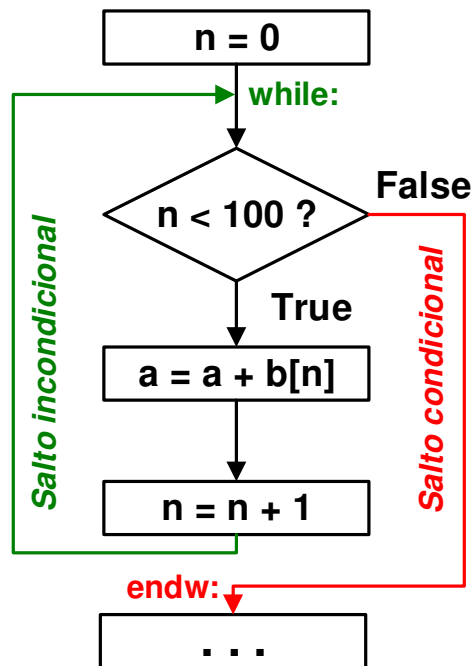 n = 0
while:
n < 100 ?
False
True
a = a + b[n]
n = n + 1
Salto incondicional
Salto condicional
endw:
. . .